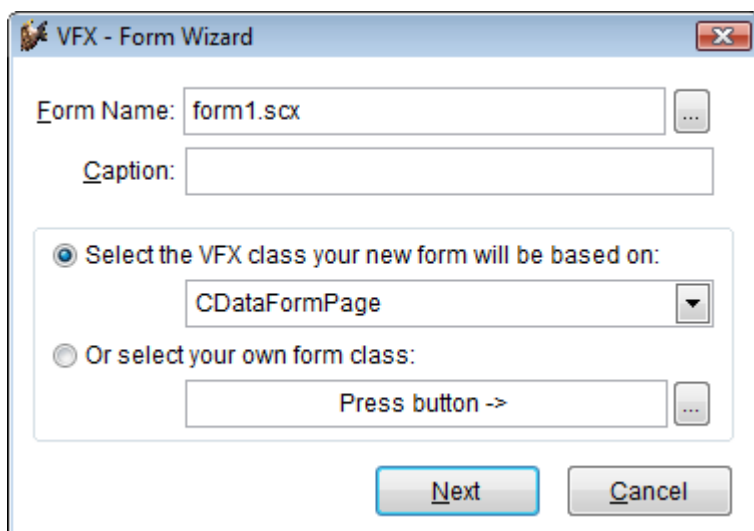 VFX - Form Wizard
Form Name: form1.scx ...
Caption:
Select the VFX class your new form will be based on:
CDataFormPage
Or select your own form class:
Press button -> ...
Next Cancel